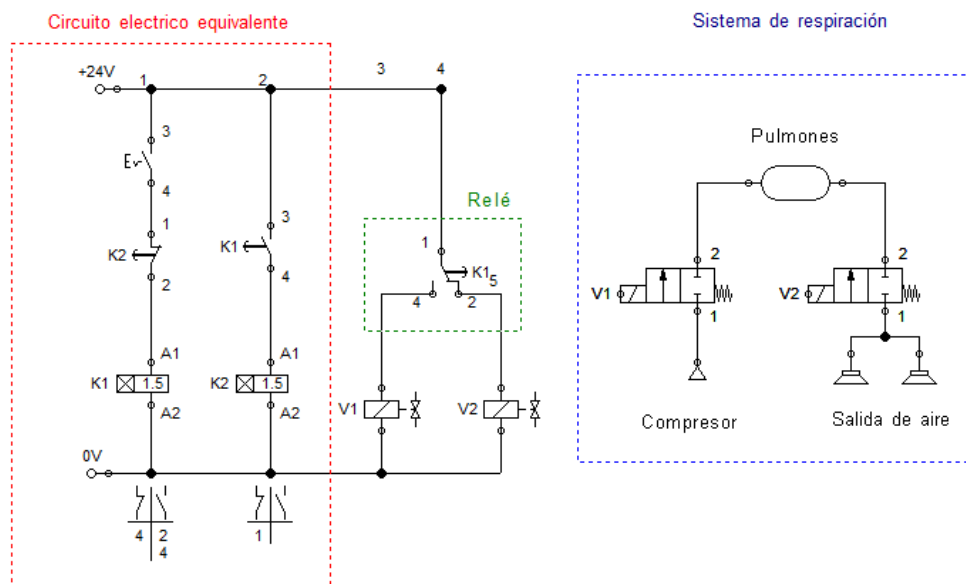 Circuito electrico equivalente
Sistema de respiración
+24V
1
2
3
4
3
E
4
1
K2
2
3
K1
4
Relé
1
K1
5
4
2
A1
K1
1.5
A2
A1
K2
1.5
A2
V1
V2
0V
4
2
4
1
Pulmones
2
V1
1
2
V2
1
Compresor
Salida de aire